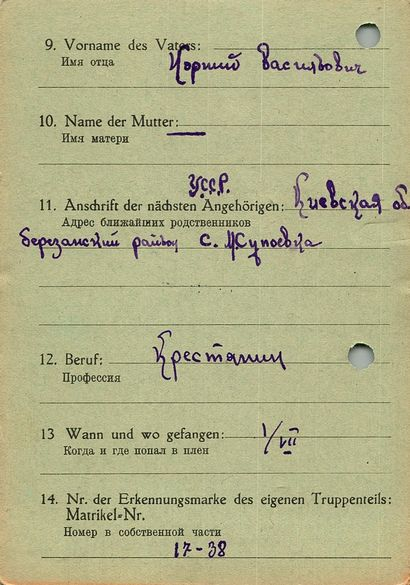 9. Vorname des Vaters: Корний Васильович
Имя отца
10. Name der Mutter: —
Имя матери
УССР.
11. Anschrift der nächsten Angehörigen: Киевская об
Адрес ближайших родственников
березанский район С.
12. Beruf: Крестянин
Профессия
13 Wann und wo gefangen: 1/VII
Когда и где попал в плен
14. Nr. der Erkennungsmarke des eigenen Truppenteils:
Matrikel-Nr.
Номер в собственной части
17-38